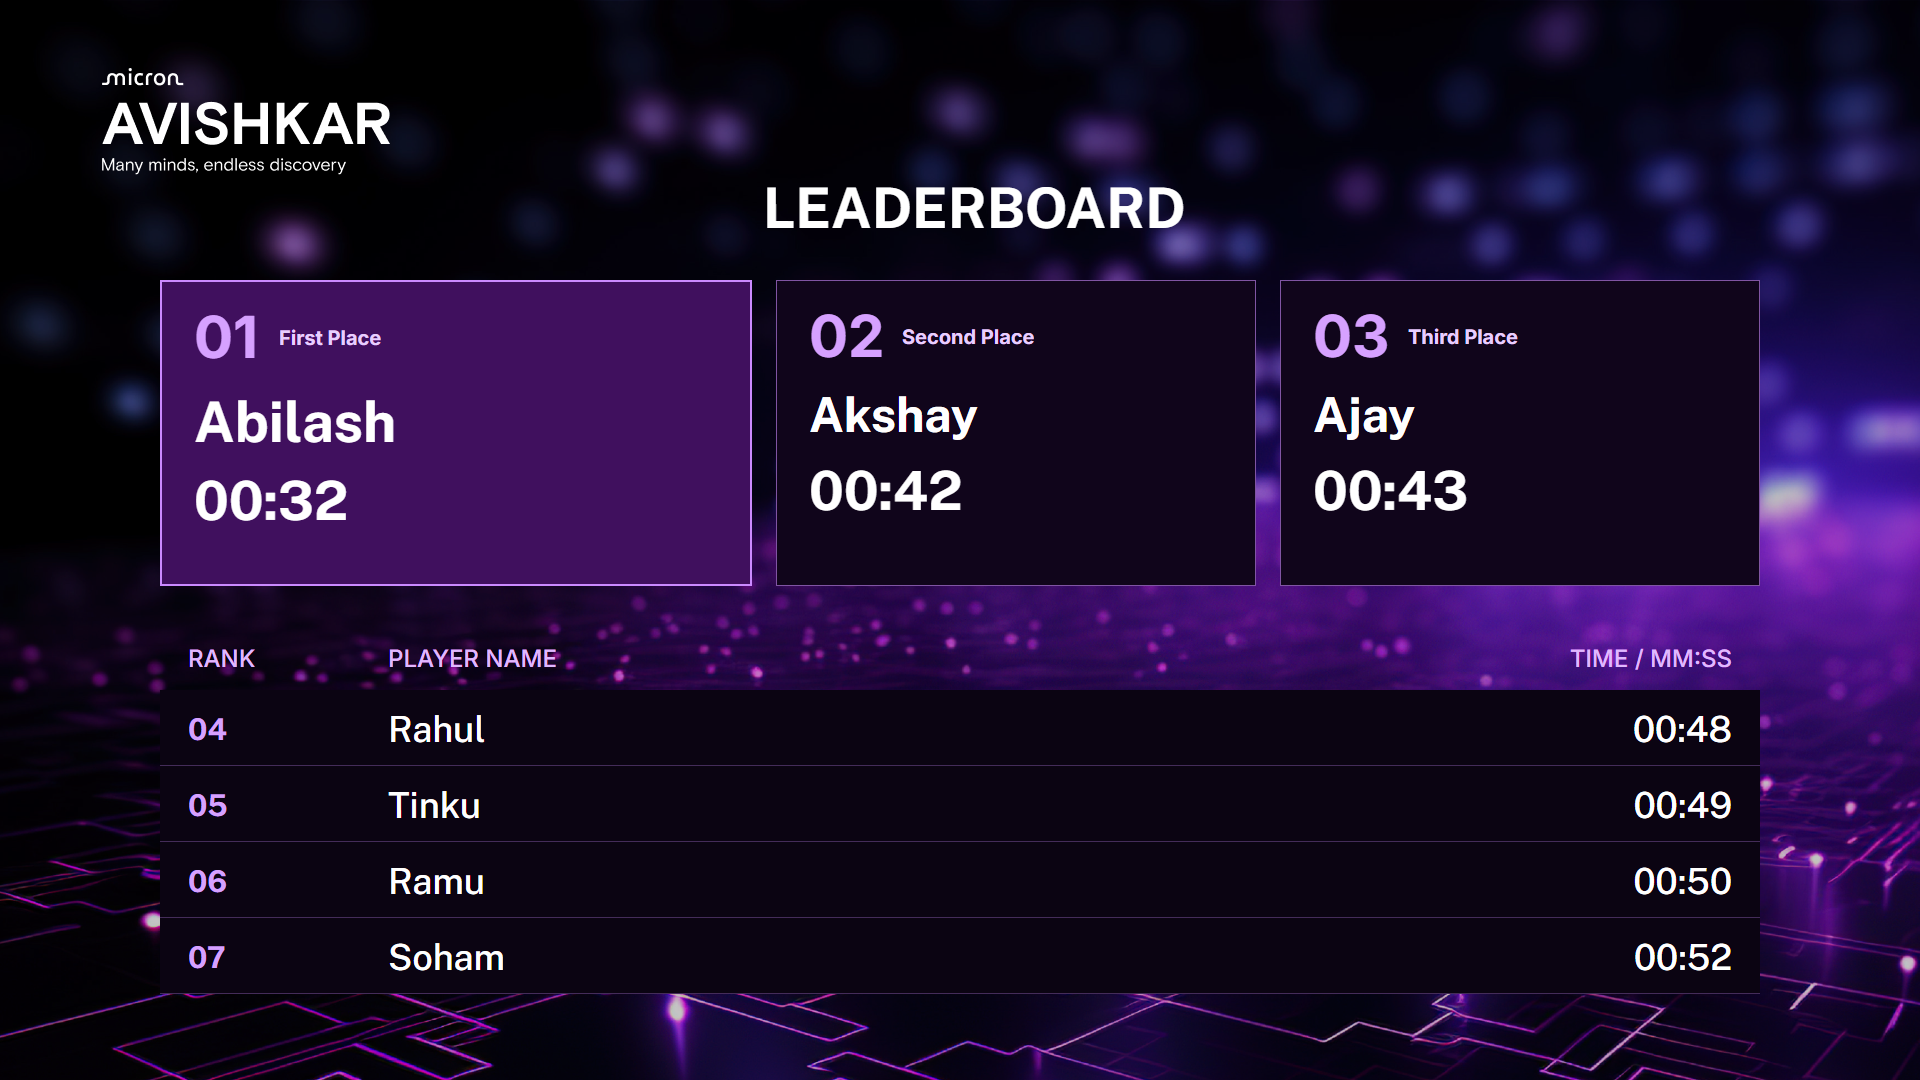 micron
AVISHKAR
Many minds, endless discovery
LEADERBOARD
01 First Place
Abilash
00:32
02 Second Place
Akshay
00:42
03 Third Place
Ajay
00:43
RANK PLAYER NAME TIME / MM:SS
04 Rahul 00:48
05 Tinku 00:49
06 Ramu 00:50
07 Soham 00:52